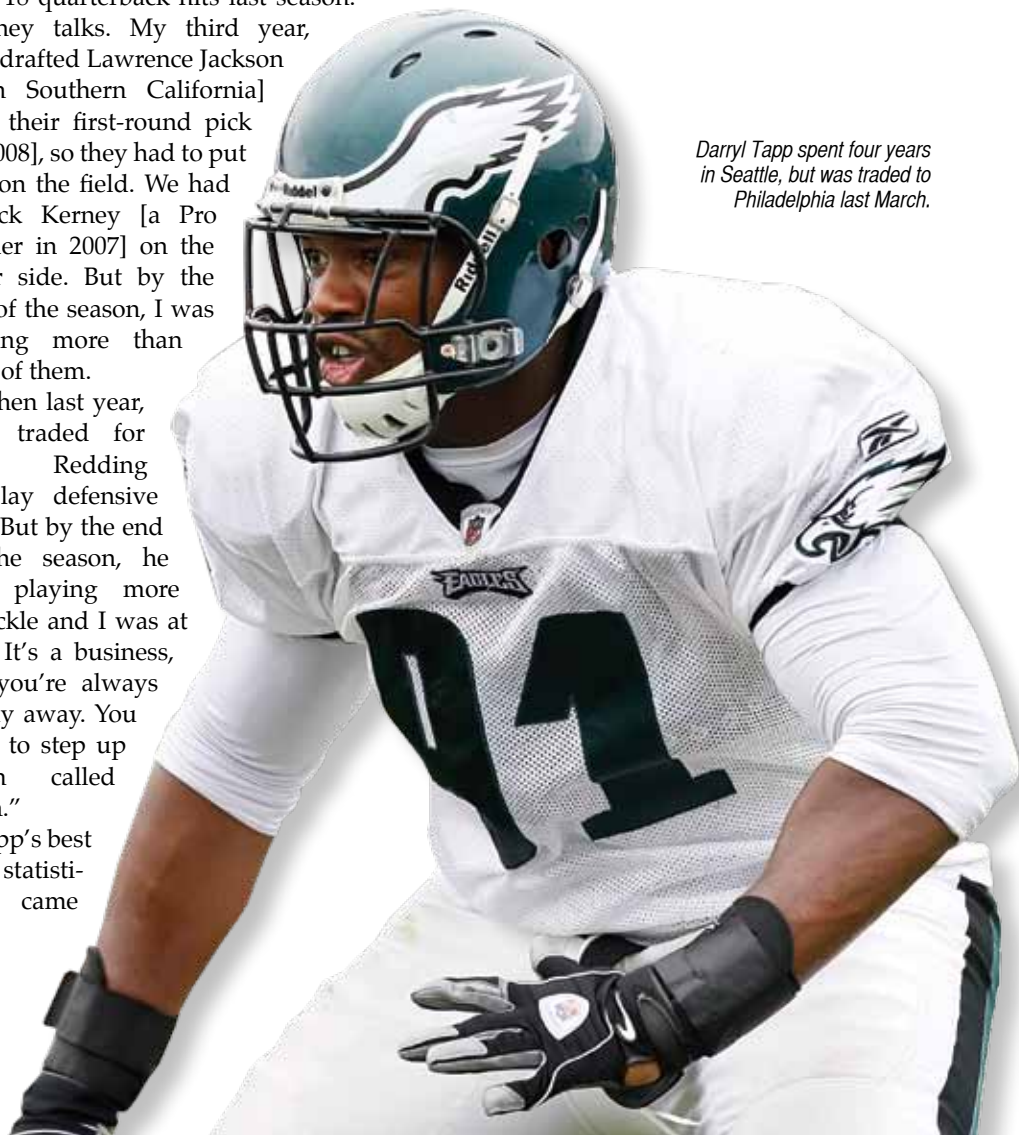 quarterback hits last season.
ney talks. My third year,
drafted Lawrence Jackson
Southern California]
their first-round pick
008], so they had to put
on the field. We had
ck Kerney [a Pro
ler in 2007] on the
r side. But by the
of the season, I was
ng more than
of them.
hen last year,
traded for
Redding
lay defensive
But by the end
he season, he
playing more
ckle and I was at
It's a business,
you're always
y away. You
to step up
n called
n.”
pp's best
statisti-
came
Darryl Tapp spent four years
in Seattle, but was traded to
Philadelphia last March.
Riddell
Riddell
EAGLES
91